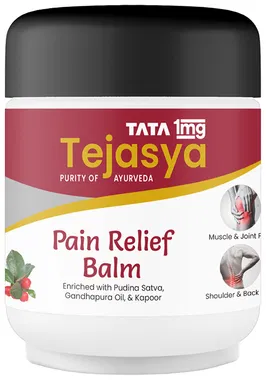 TATA 1mg
Tejasya
PURITY OF AYURVEDA
Pain Relief
Balm
Enriched with Pudina Satva,
Gandhapura Oil, & Kapoor
Muscle & Joint
Shoulder & Back